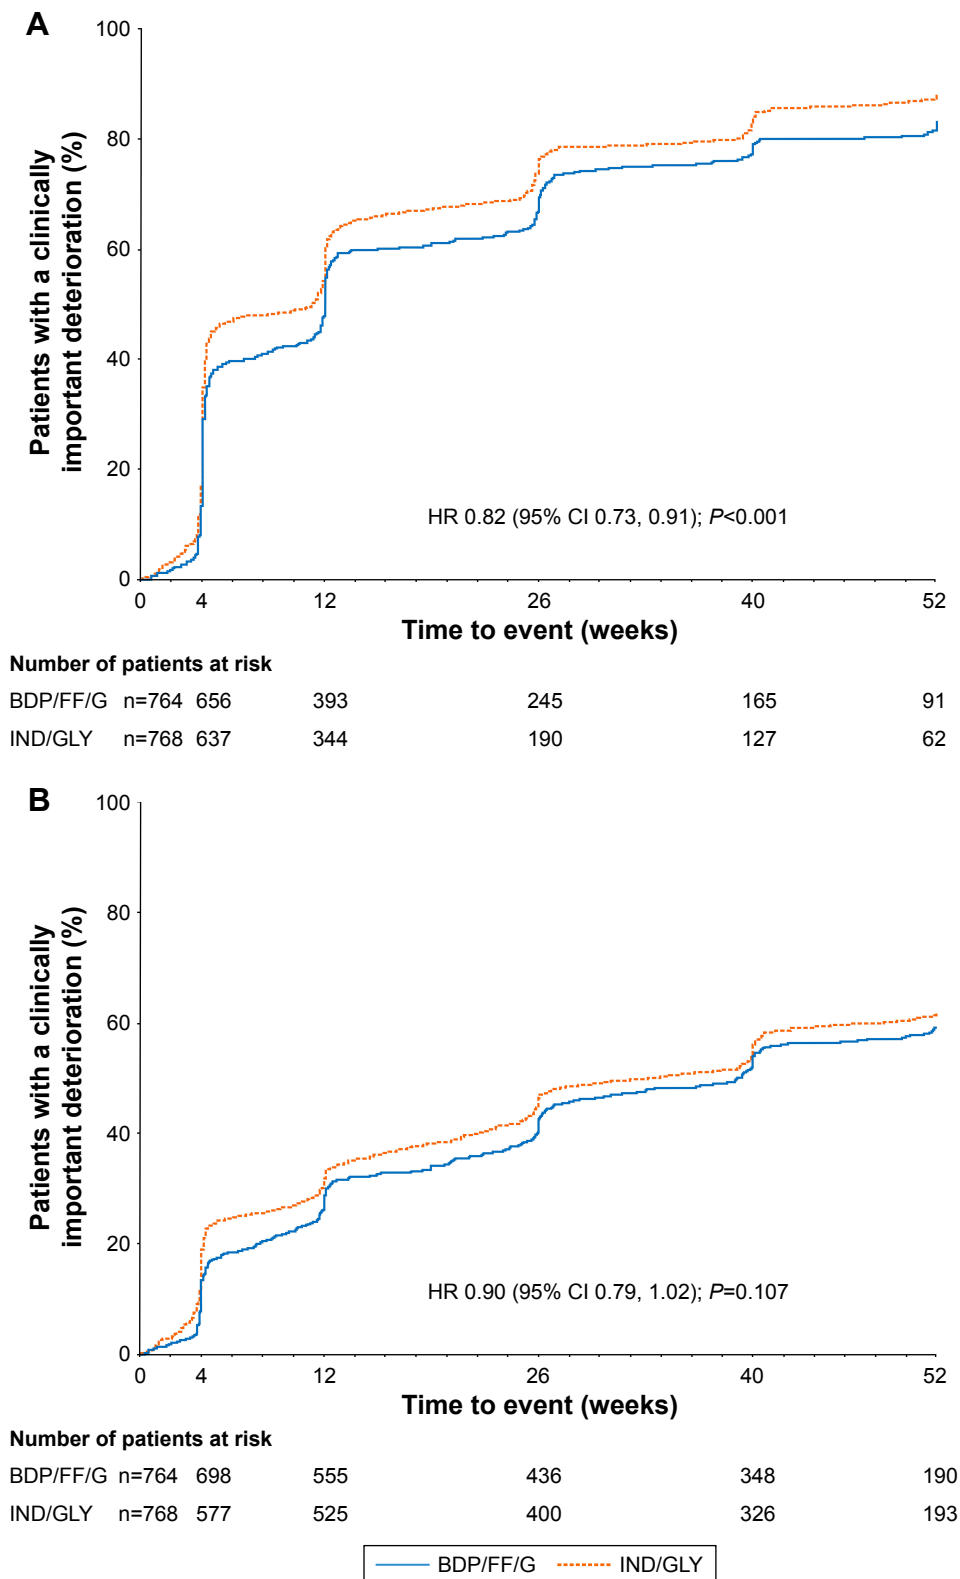 A
100
80
60
40
20
0
Patients with a clinically
important deterioration (%)
HR 0.82 (95% CI 0.73, 0.91); P<0.001
0 4 12 26 40 52
Time to event (weeks)
Number of patients at risk
BDP/FF/G n=764 656 393 245 165 91
IND/GLY n=768 637 344 190 127 62
B
100
80
60
40
20
0
Patients with a clinically
important deterioration (%)
HR 0.90 (95% CI 0.79, 1.02); P=0.107
0 4 12 26 40 52
Time to event (weeks)
Number of patients at risk
BDP/FF/G n=764 698 555 436 348 190
IND/GLY n=768 577 525 400 326 193
BDP/FF/G IND/GLY